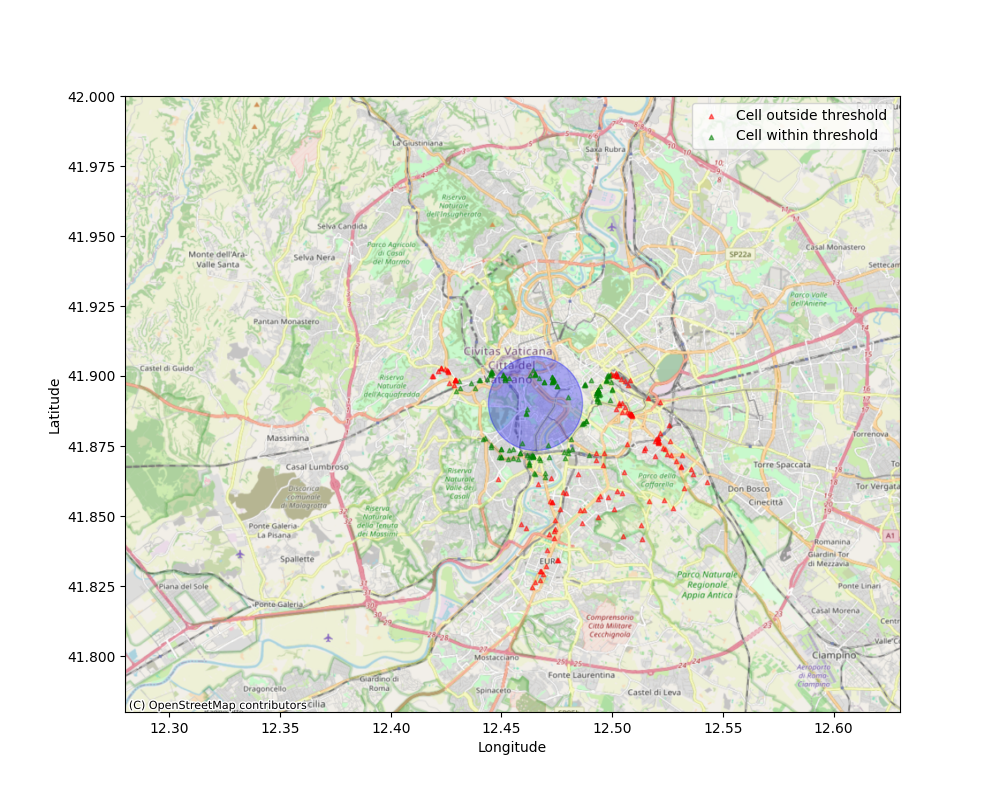 42.000
41.975
41.950
41.925
41.900
41.875
41.850
41.825
41.800
Latitude
12.30
12.35
12.40
12.45
12.50
12.55
12.60
Longitude
Cell outside threshold
Cell within threshold
La Giustiniana
Saxa Rubra
Riserva
Naturale
dell'Insugherata
Selva Candida
Parco Agricolo
di Casal
del Marmo
Monte dell'Ara-
Valle Santa
Selva Nera
SP22a
Casal Monastero
Settecam
Parco Valle
dell'Aniene
Pantan Monastero
Castel di Guido
Civitas Vaticana
Città del
Riserva
Naturale
dell'Acquafredda
Massimina
Casal Lumbroso
Torrenova
Torre Spaccata
Tor Vergata
Don Bosco
Cinecittà
Riserva
Naturale
di Valle dei
Casali
Parco della
Caffarella
Discarica
comunale
di Malagrotta
Riserva
Naturale
della Tenuta
dei Massimi
Ponte Galeria-
La Pisana
Spallette
A1
Romanina
Giardini Tor
di Mezzavia
EUR
Piana del Sole
Ponte Galeria
Parco Naturale
Regionale
Appia Antica
Ponte Linari
Casal Morena
Comprensorio
Città Militare
Cecchignola
Ciampino
Aeroporto
di Roma-
Ciampino
Mostacciano
Fonte Laurentina
Castel di Leva
Giardino di
Roma
Dragoncello
Spinaceto
(C) OpenStreetMap contributors
cilia